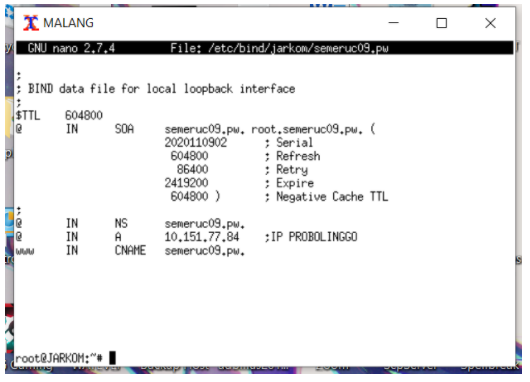 MALANG
GNU nano 2.7.4 File: /etc/bind/jarkom/semeruc09.pw
;
; BIND data file for local loopback interface
;
$TTL 604800
@ IN SOA semeruc09.pw. root.semeruc09.pw. (
2020110902 ; Serial
604800 ; Refresh
86400 ; Retry
2419200 ; Expire
604800 ) ; Negative Cache TTL
;
@ IN NS semeruc09.pw.
@ IN A 10.151.77.84 ;IP PROBOLINGGO
www IN CNAME semeruc09.pw.
root@JARKOM:~#